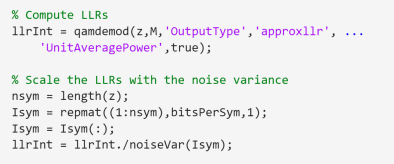 % Compute LLRs
llrInt = qamdemod(z,M,'OutputType','approxllr', ...
'UnitAveragePower',true);
% Scale the LLRs with the noise variance
nsym = length(z);
Isym = repmat((1:nsym),bitsPerSym,1);
Isym = Isym(:);
llrInt = llrInt./noiseVar(Isym);